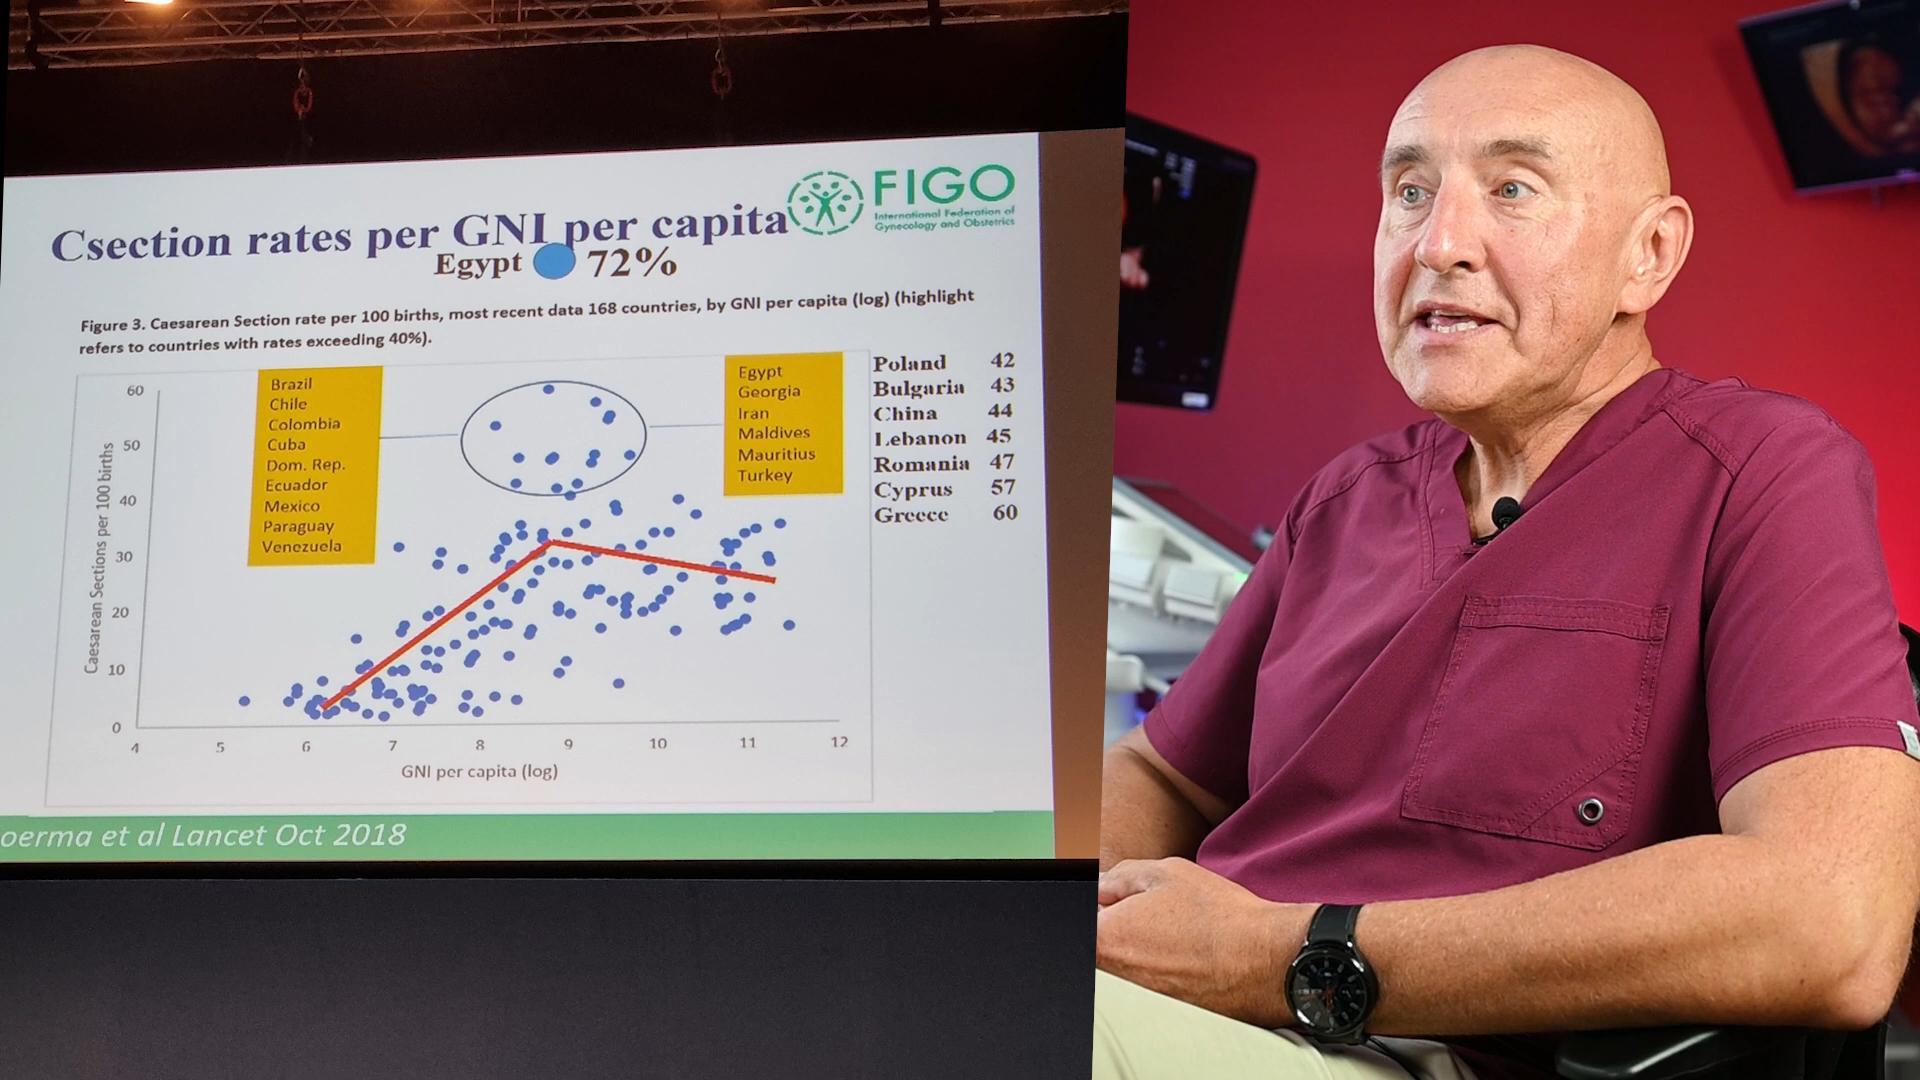 FIGO
International Federation of
Gynecology and Obstetrics
Csection rates per GNI per capita
Egypt 72%
Figure 3. Caesarean Section rate per 100 births, most recent data 168 countries, by GNI per capita (log) (highlight
refers to countries with rates exceeding 40%).
Brazil
Chile
Colombia
Cuba
Dom. Rep.
Ecuador
Mexico
Paraguay
Venezuela
Egypt
Georgia
Iran
Maldives
Mauritius
Turkey
Poland 42
Bulgaria 43
China 44
Lebanon 45
Romania 47
Cyprus 57
Greece 60
Caesarean Sections per 100 births
60
50
40
30
20
10
0
4 5 6 7 8 9 10 11 12
GNI per capita (log)
oerma et al Lancet Oct 2018